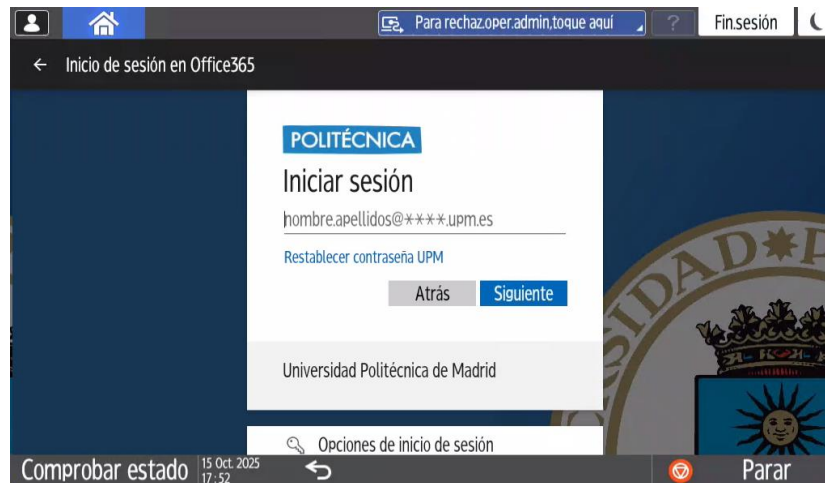 Para rechaz.oper.admin,toque aquí
?
Fin.sesión
← Inicio de sesión en Office365
POLITÉCNICA
Iniciar sesión
nombre.apellidos@****.upm.es
Restablecer contraseña UPM
Atrás
Siguiente
Universidad Politécnica de Madrid
Opciones de inicio de sesión
Comprobar estado
15 Oct. 2025
17:52
Parar